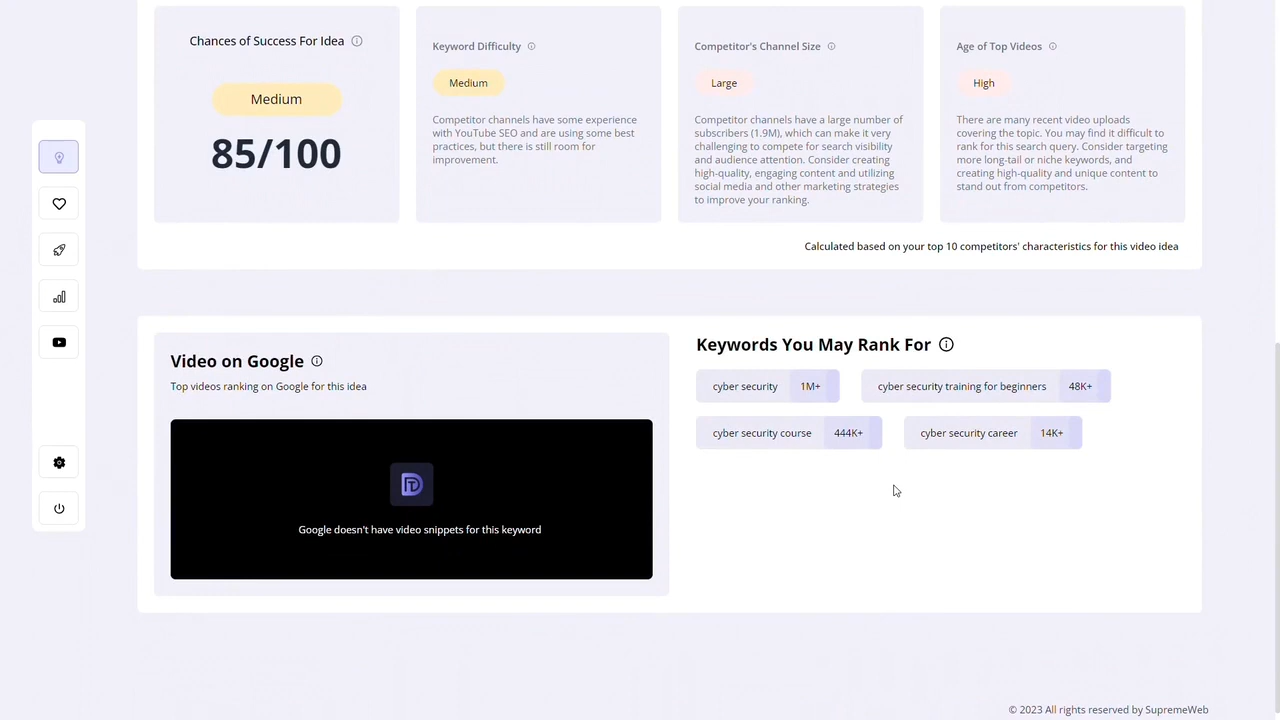 Chances of Success For Idea
Medium
85/100
Keyword Difficulty
Medium
Competitor channels have some experience
with YouTube SEO and are using some best
practices, but there is still room for
improvement.
Competitor's Channel Size
Large
Competitor channels have a large number of
subscribers (1.9M), which can make it very
challenging to compete for search visibility
and audience attention. Consider creating
high-quality, engaging content and utilizing
social media and other marketing strategies
to improve your ranking.
Age of Top Videos
High
There are many recent video uploads
covering the topic. You may find it difficult to
rank for this search query. Consider targeting
more long-tail or niche keywords, and
creating high-quality and unique content to
stand out from competitors.
Calculated based on your top 10 competitors' characteristics for this video idea
Video on Google
Top videos ranking on Google for this idea
Google doesn't have video snippets for this keyword
Keywords You May Rank For
cyber security 1M+
cyber security training for beginners 48K+
cyber security course 444K+
cyber security career 14K+
© 2023 All rights reserved by SupremeWeb